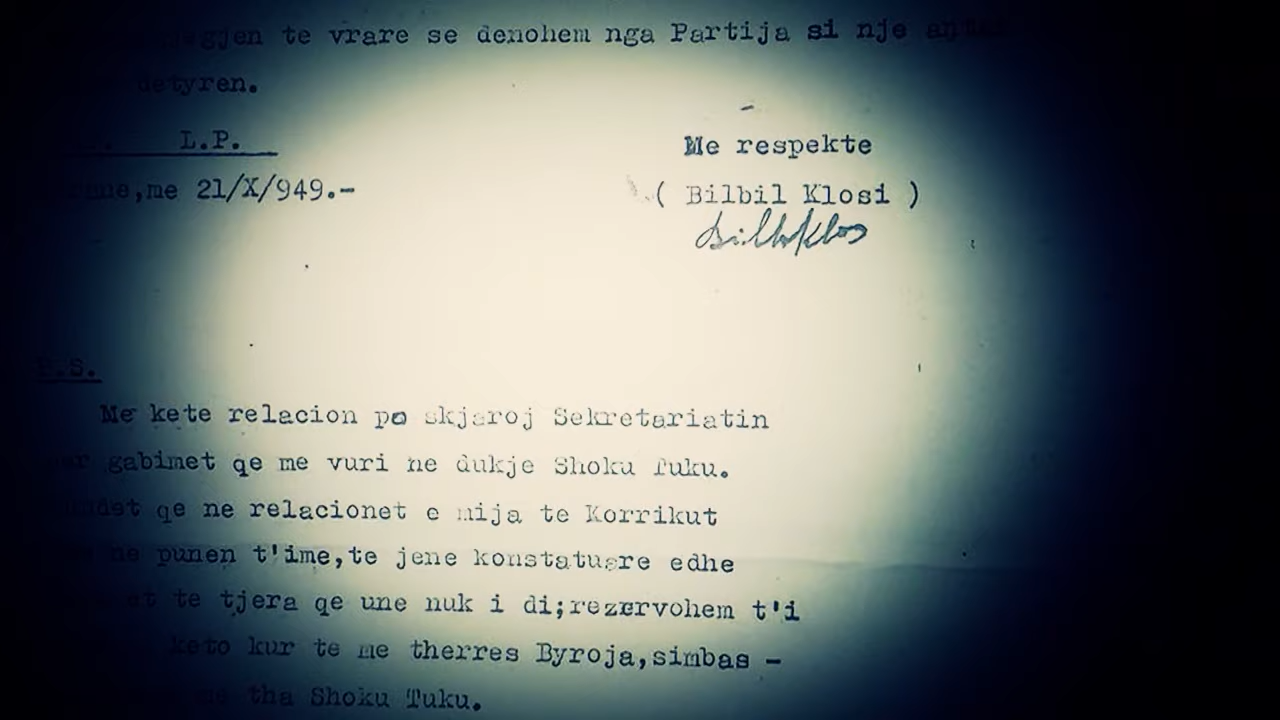 te vrare se denohem nga Partija si nje
detyren.
L.P.
Me respekte
me 21/X/949.-
( Bilbil Klosi )
P.S.
Me kete relacion po skjaroj Sekretariatin
gabimet qe me vuri ne dukje Shoku Tuku.
qe ne relacionet e mija te Korrikut
ne punen t'ime,te jene konstatuare edhe
te tjera qe une nuk i di;rezervohem t'i
keto kur te me therres Byroja,simbas -
me tha Shoku Tuku.